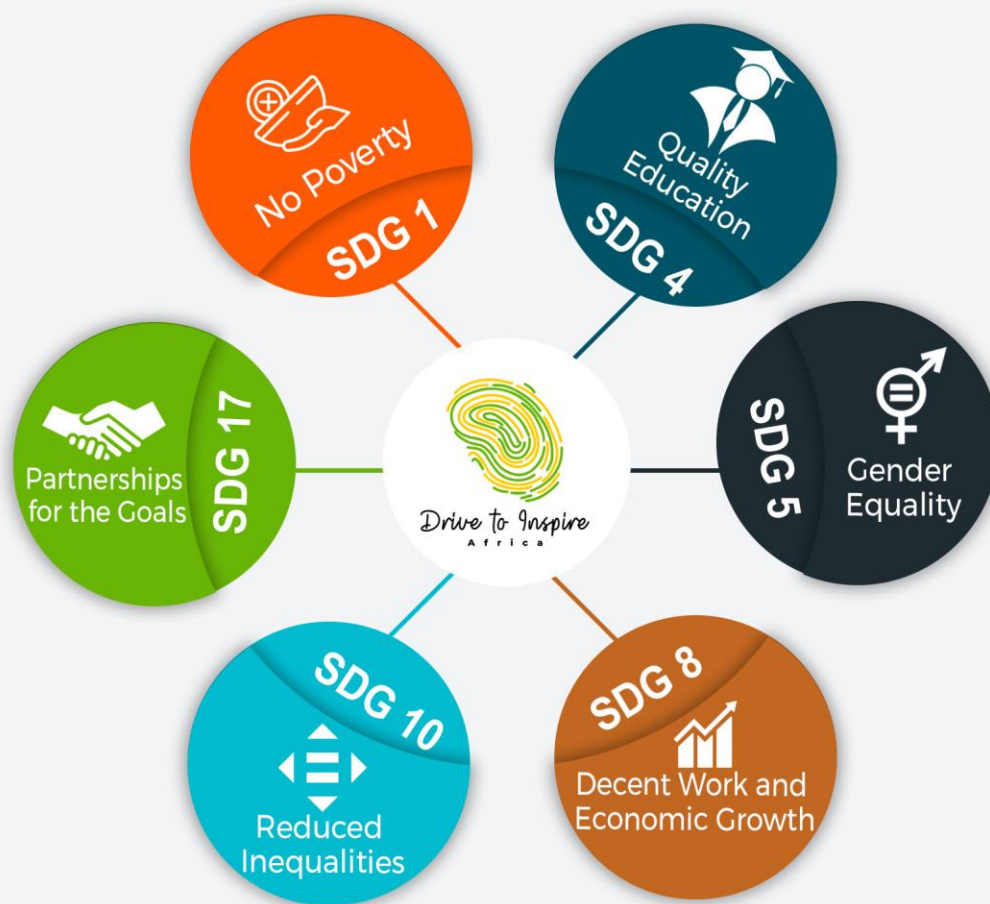 No Poverty
SDG 1
Quality
Education
SDG 4
SDG 5
Gender
Equality
SDG 8
Decent Work and
Economic Growth
SDG 10
Reduced
Inequalities
SDG 17
Partnerships
for the Goals
Drive to Inspire
Africa